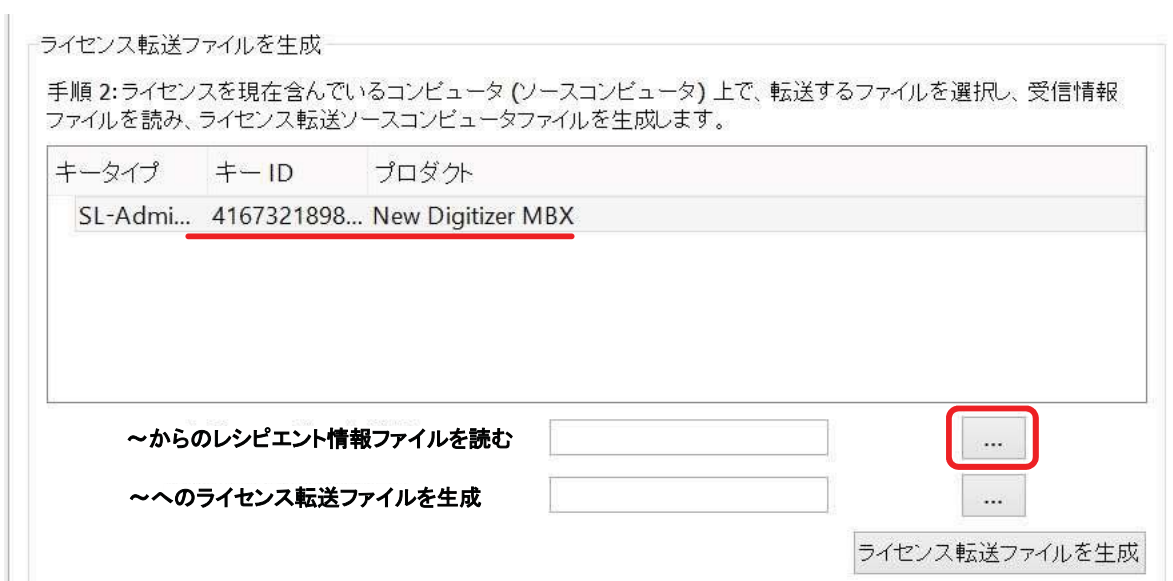 ライセンス転送ファイルを生成
手順 2: ライセンスを現在含んでいるコンピュータ (ソースコンピュータ) 上で、転送するファイルを選択し、受信情報
ファイルを読み、ライセンス転送ソースコンピュータファイルを生成します。
キータイプ キー ID プロダクト
SL-Admi... 4167321898... New Digitizer MBX
～からのレシピエント情報ファイルを読む ...
～へのライセンス転送ファイルを生成 ...
ライセンス転送ファイルを生成